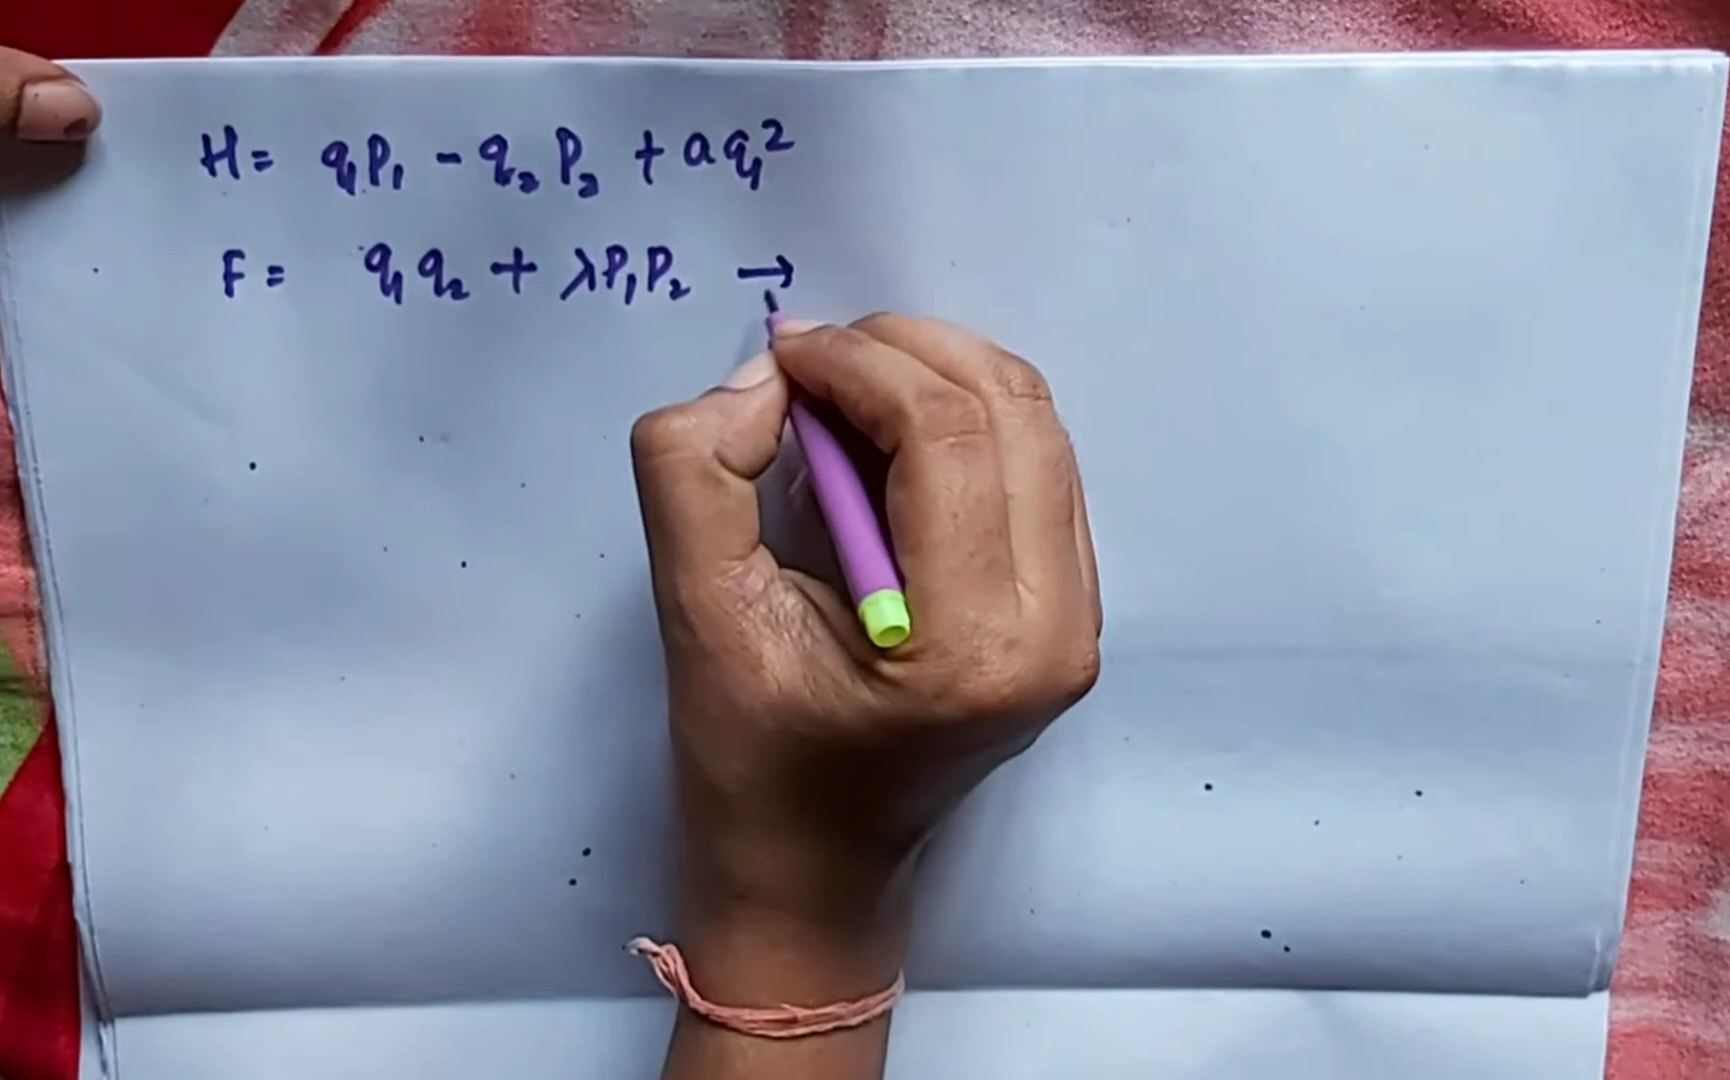 H = q₁P₁ - q₂P₂ + aq₁²
F = q₁q₂ + λP₁P₂ →